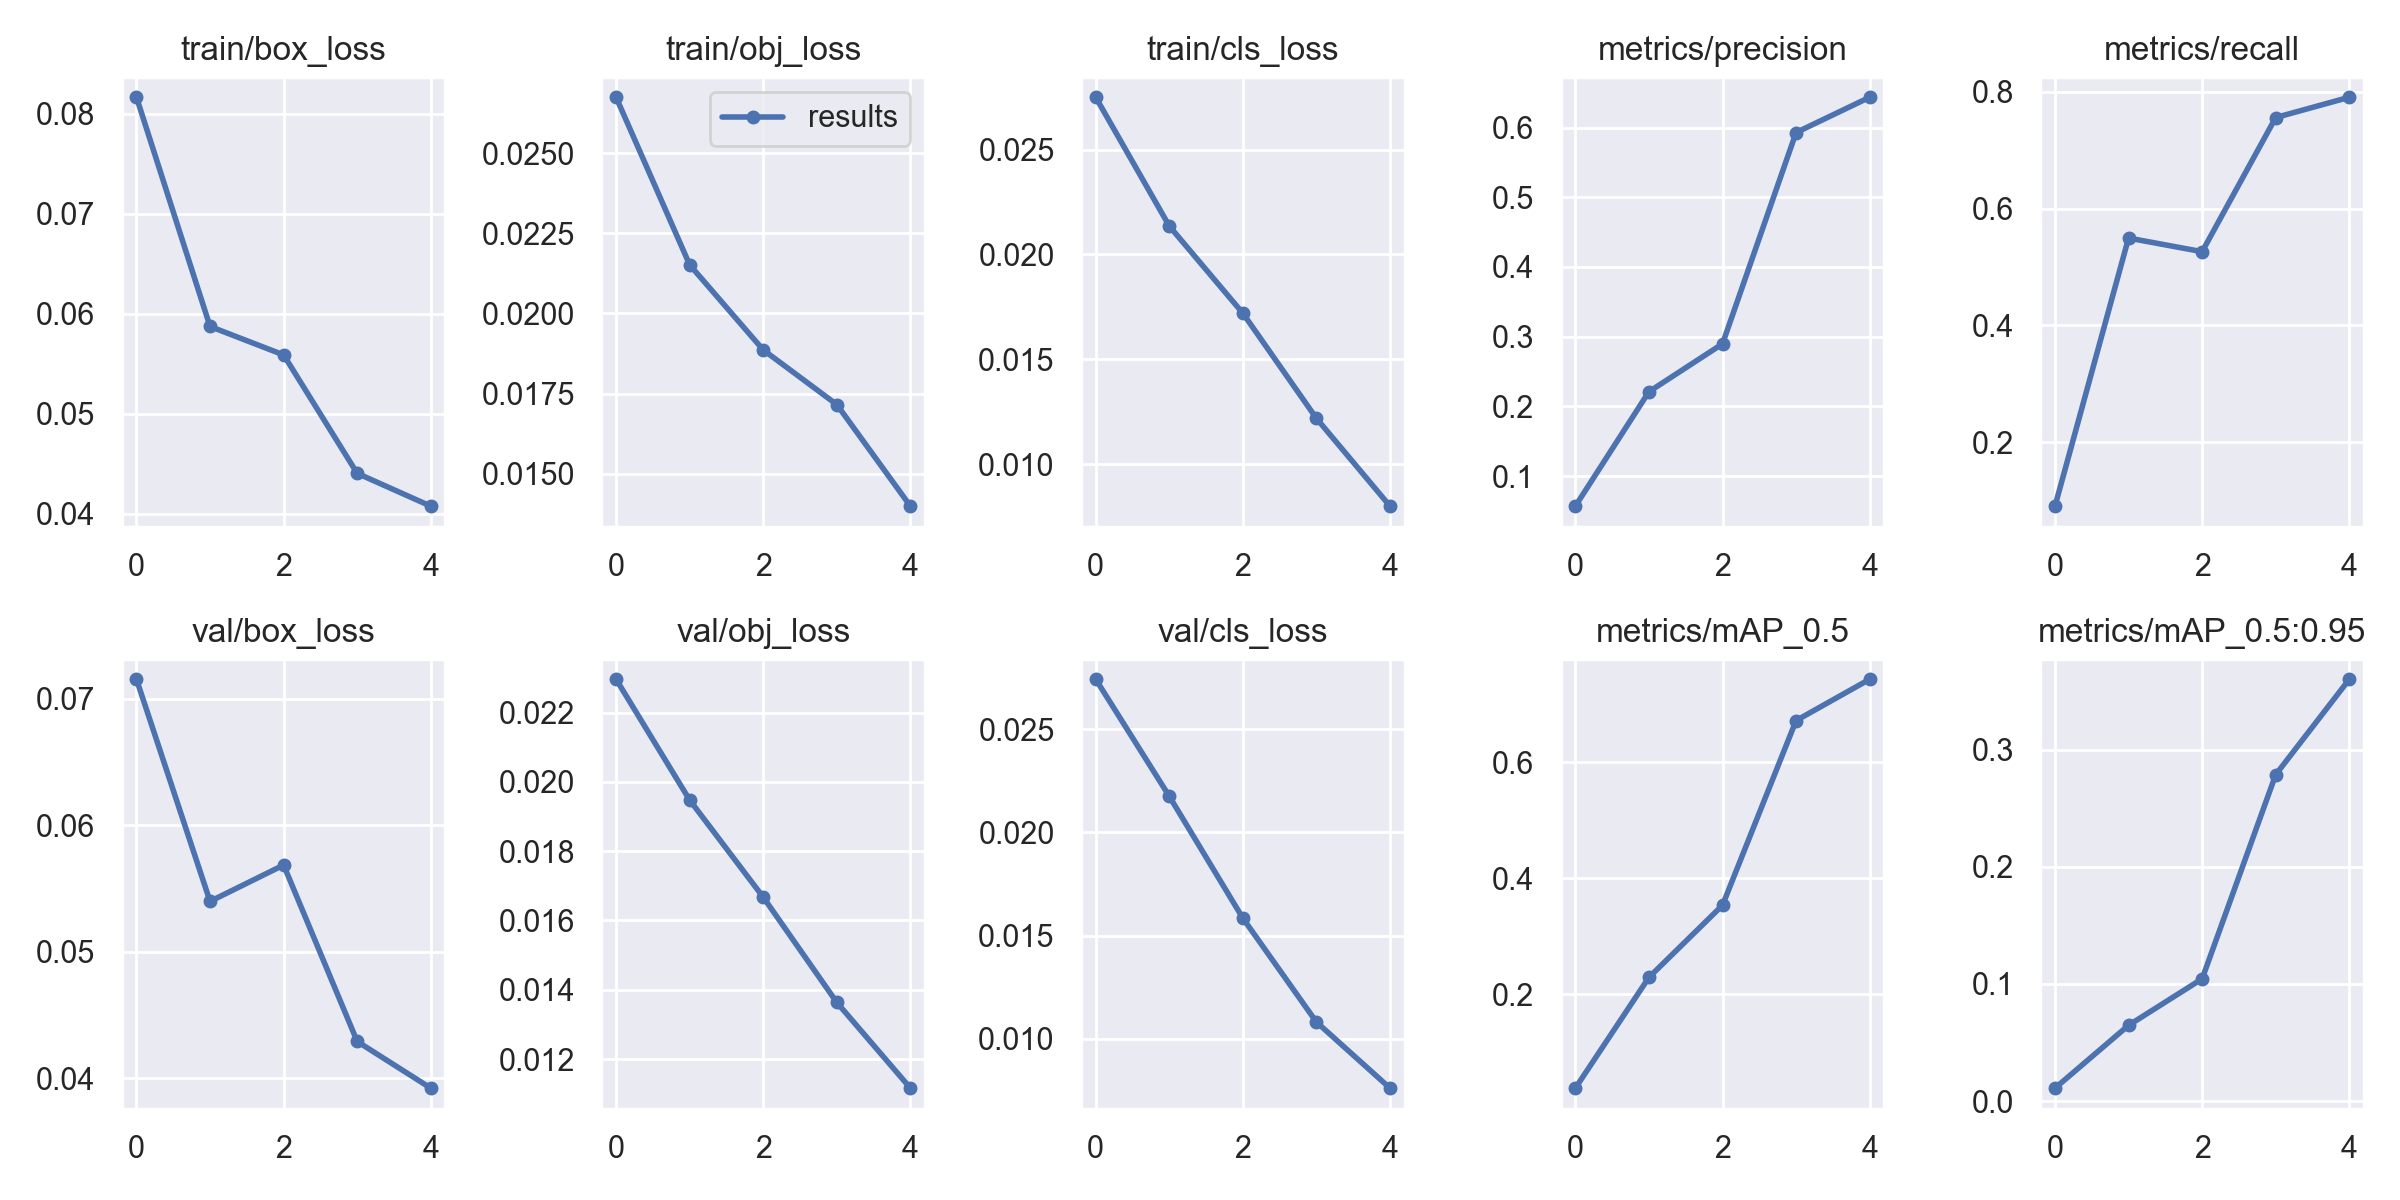 train/box_loss
0.08
0.07
0.06
0.05
0.04
0 2 4
train/obj_loss
results
0.0250
0.0225
0.0200
0.0175
0.0150
0 2 4
train/cls_loss
0.025
0.020
0.015
0.010
0 2 4
metrics/precision
0.6
0.5
0.4
0.3
0.2
0.1
0 2 4
metrics/recall
0.8
0.6
0.4
0.2
0 2 4
val/box_loss
0.07
0.06
0.05
0.04
0 2 4
val/obj_loss
0.022
0.020
0.018
0.016
0.014
0.012
0 2 4
val/cls_loss
0.025
0.020
0.015
0.010
0 2 4
metrics/mAP_0.5
0.6
0.4
0.2
0 2 4
metrics/mAP_0.5:0.95
0.3
0.2
0.1
0.0
0 2 4